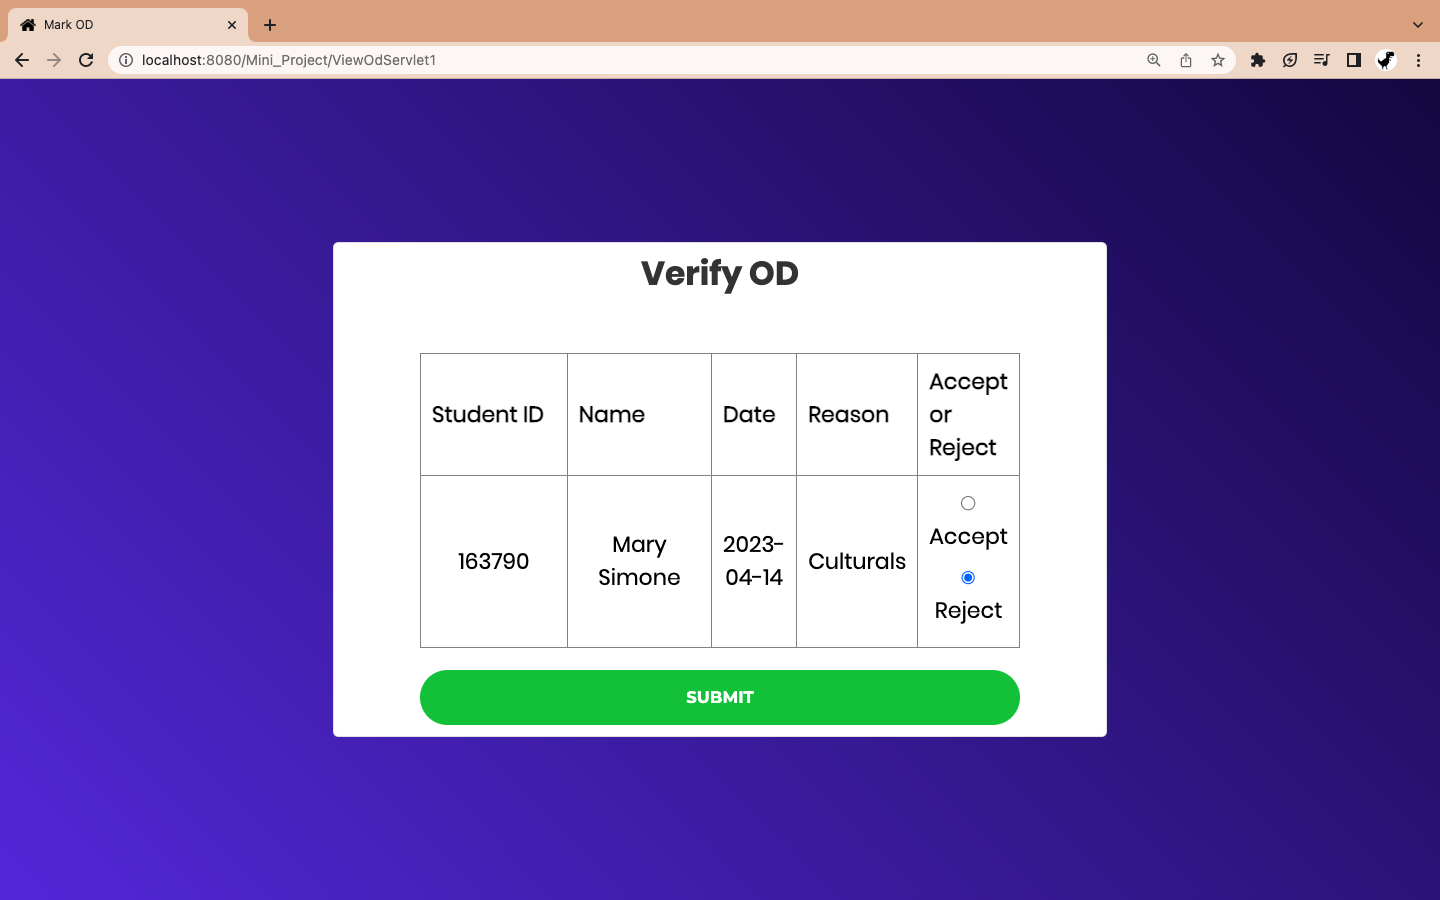 Mark OD
localhost:8080/Mini_Project/ViewOdServlet1
Verify OD
Student ID
Name
Date
Reason
Accept
or
Reject
163790
Mary
Simone
2023-
04-14
Culturals
Accept
Reject
SUBMIT